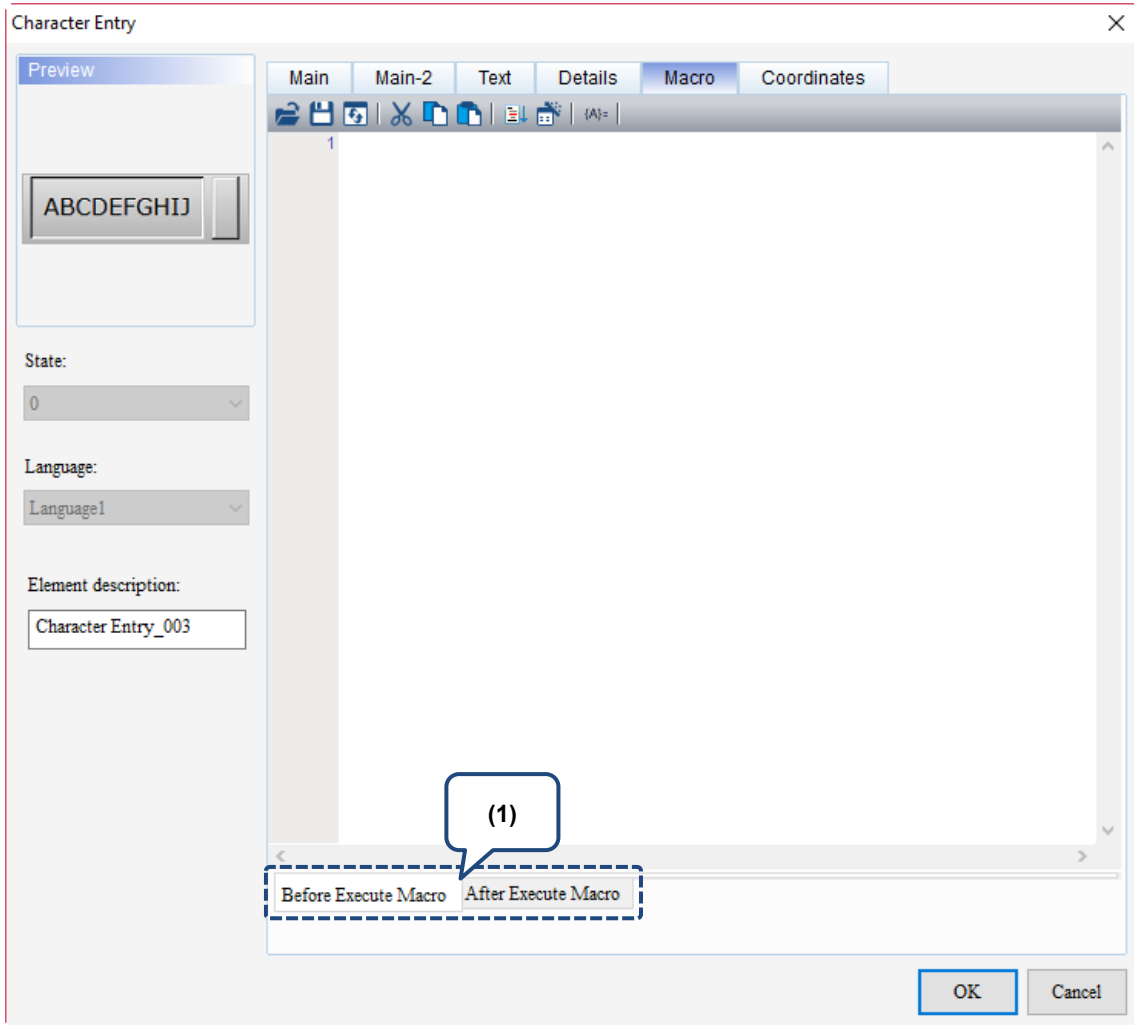 Character Entry
Preview
Main Main-2 Text Details Macro Coordinates
{A}=
1
ABCDEFGHIJ
State:
0
Language:
Language1
Element description:
Character Entry_003
(1)
Before Execute Macro After Execute Macro
OK Cancel